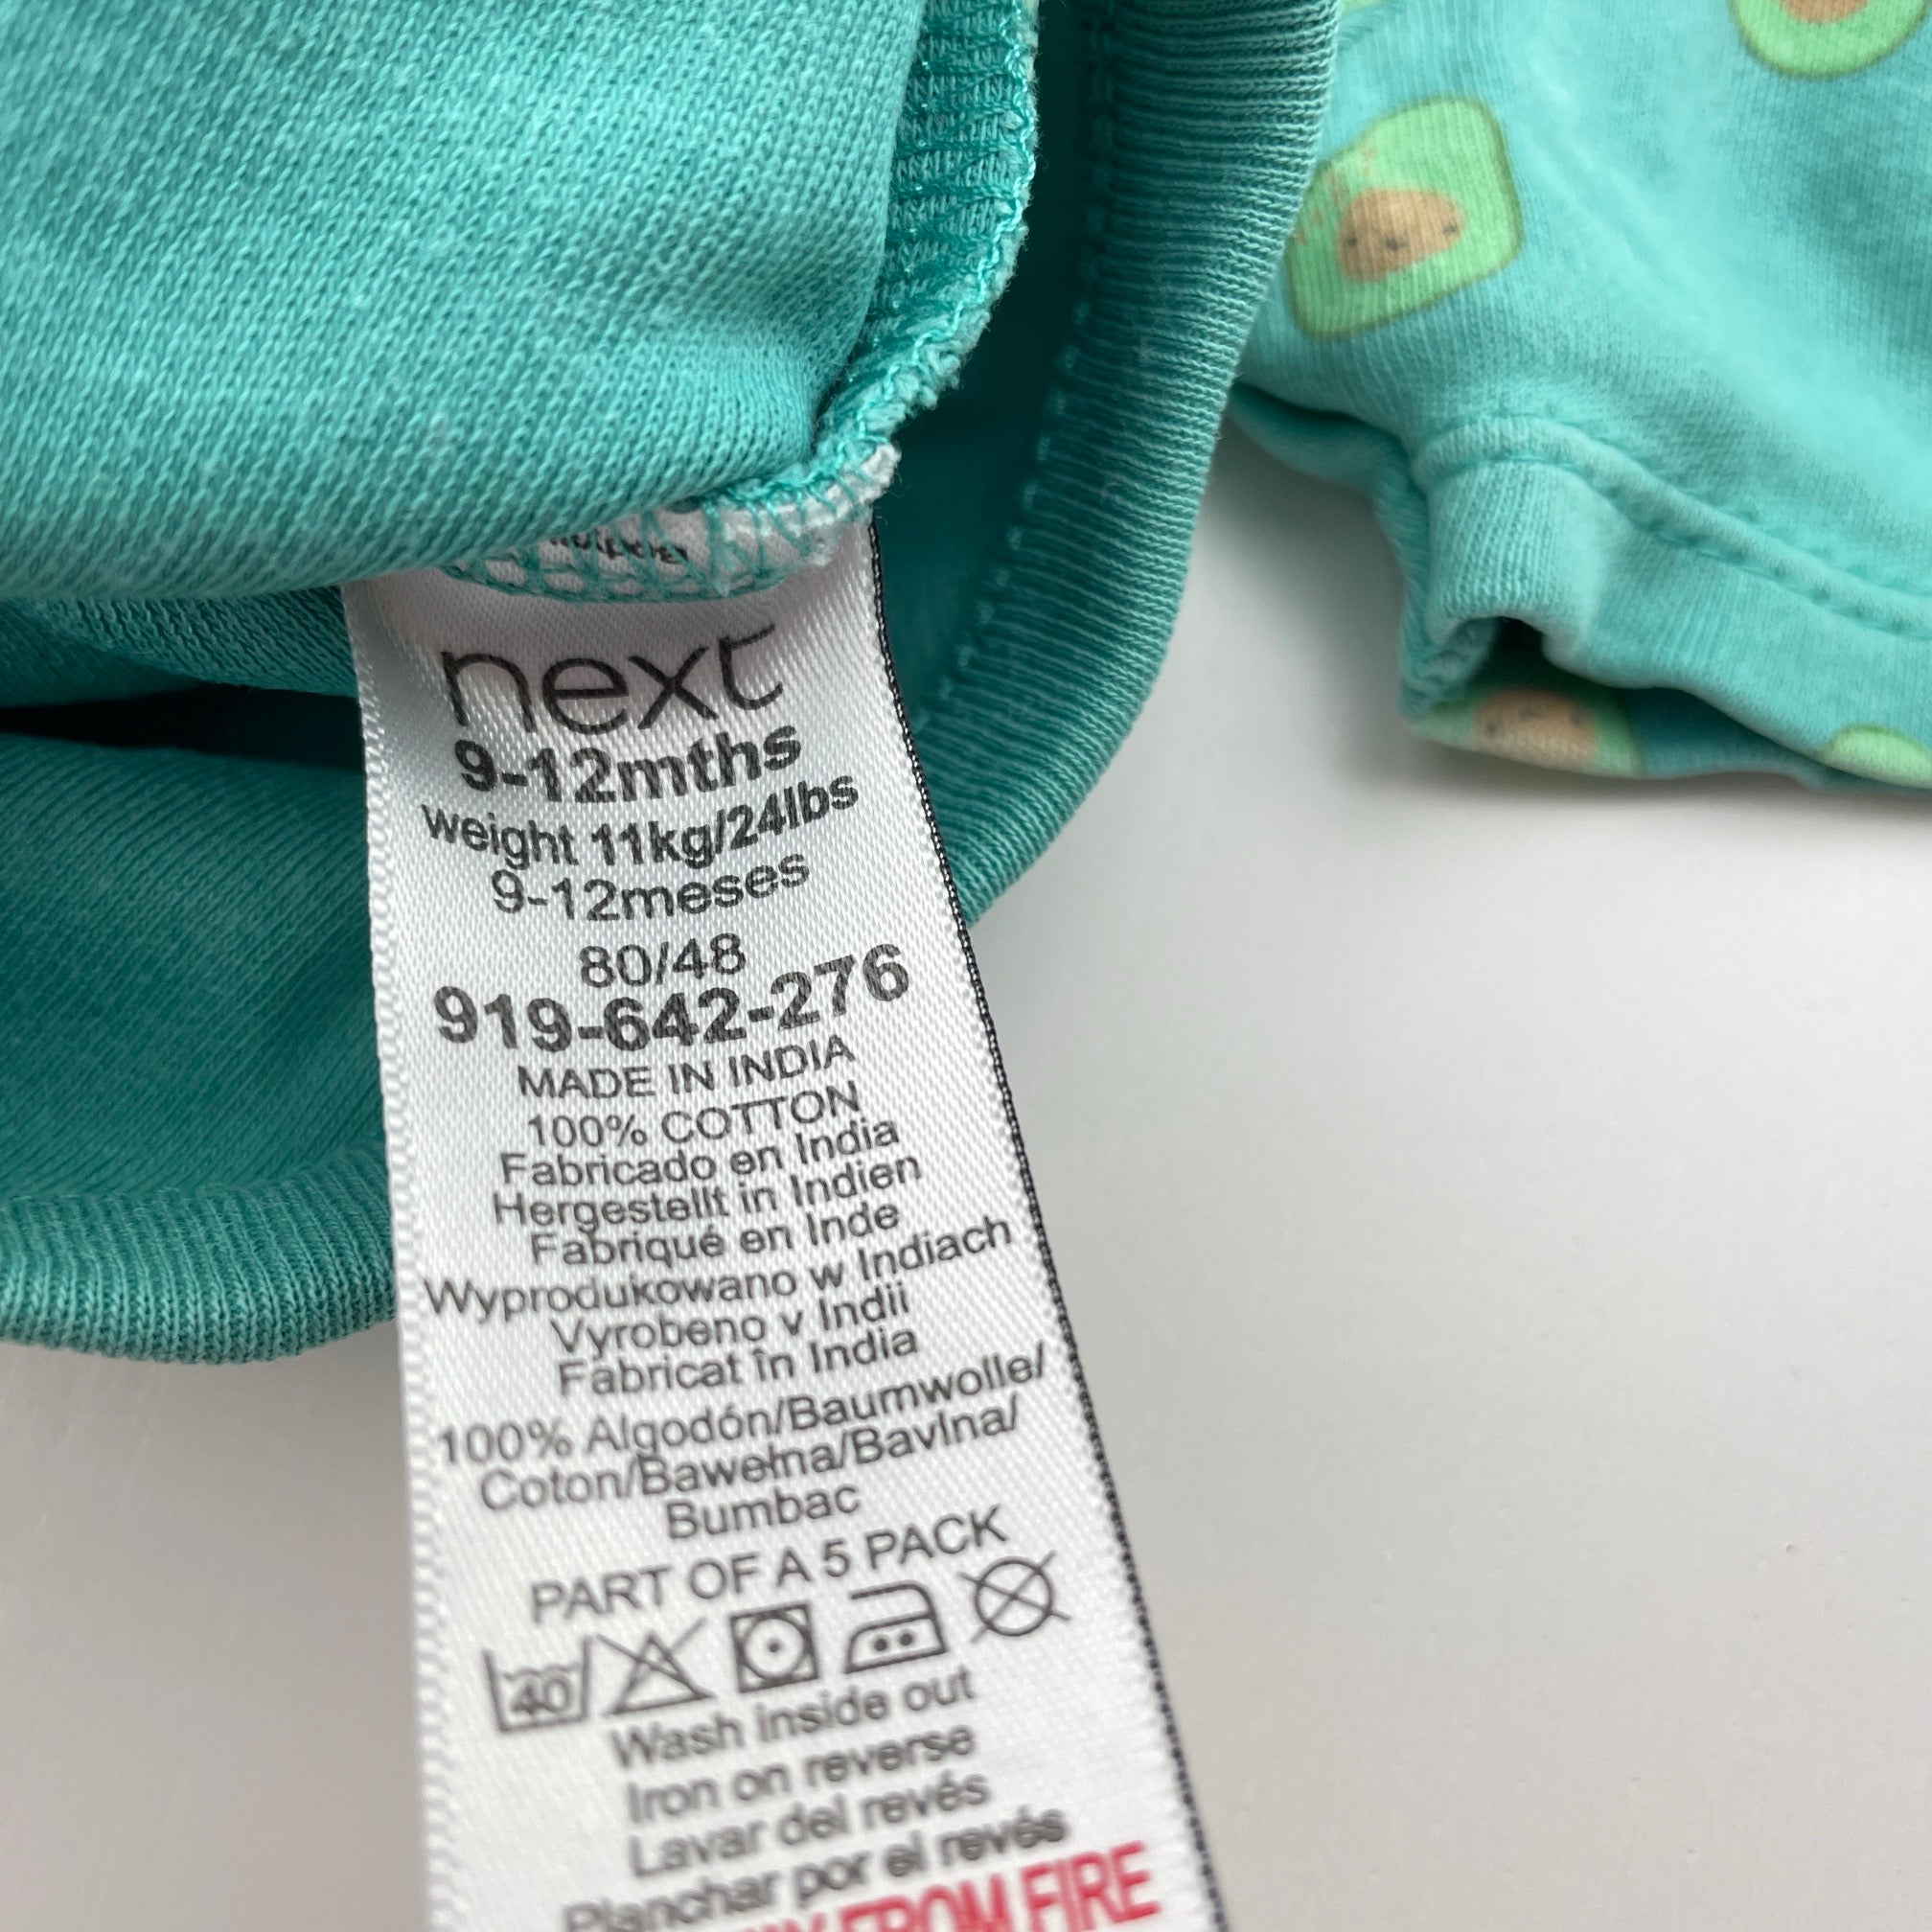 next
9-12mths
weight 11kg/24lbs
9-12meses
80/48
919-642-276
MADE IN INDIA
100% COTTON
Fabricado en India
Hergestellt in Indien
Fabriqué en Inde
Wyprodukowano w Indiach
Vyrobeno v Indii
Fabricat în India
100% Algodón/Baumwolle/
Coton/Bawełna/Bavlna/
Bumbac
PART OF A 5 PACK
40
Wash inside out
Iron on reverse
Lavar del revés
Planchar por el revés
FROM FIRE